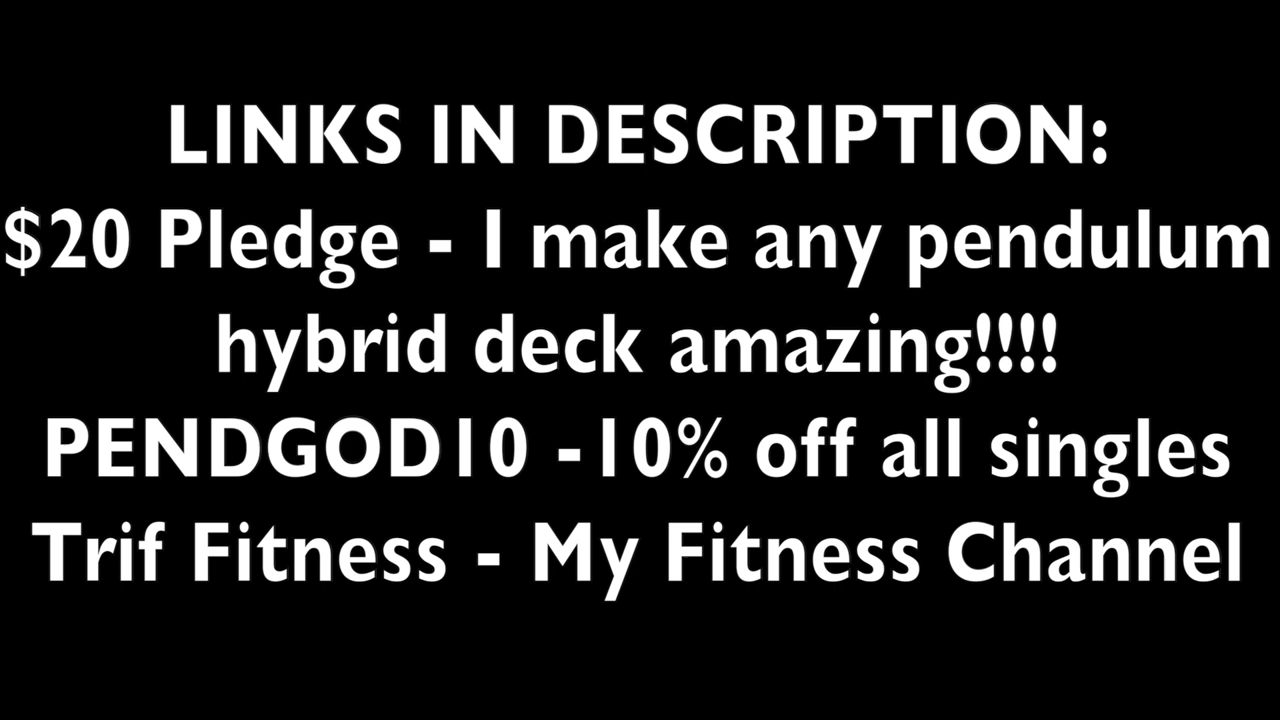 LINKS IN DESCRIPTION:
$20 Pledge - I make any pendulum
hybrid deck amazing!!!!
PENDGOD10 -10% off all singles
Trif Fitness - My Fitness Channel